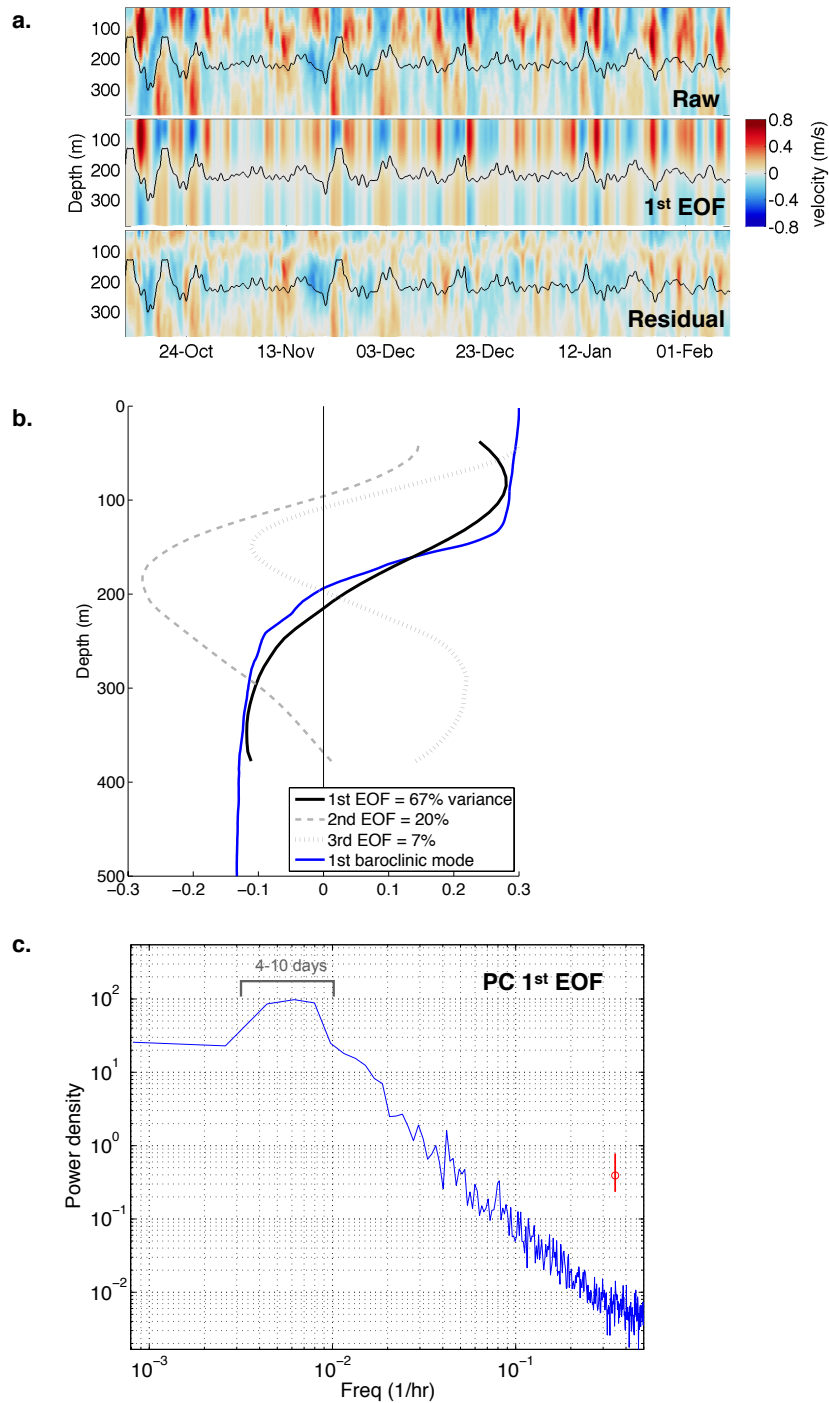 a.
100
200
300
Raw
Depth (m)
100
200
300
1st EOF
100
200
300
Residual
24-Oct
13-Nov
03-Dec
23-Dec
12-Jan
01-Feb
0.8
0.4
0
-0.4
-0.8
velocity (m/s)
b.
0
100
200
300
400
500
Depth (m)
−0.3
−0.2
−0.1
0
0.1
0.2
0.3
1st EOF = 67% variance
2nd EOF = 20%
3rd EOF = 7%
1st baroclinic mode
c.
4-10 days
PC 1st EOF
10^2
10^1
10^0
10^−1
10^−2
Power density
10^−3
10^−2
10^−1
Freq (1/hr)